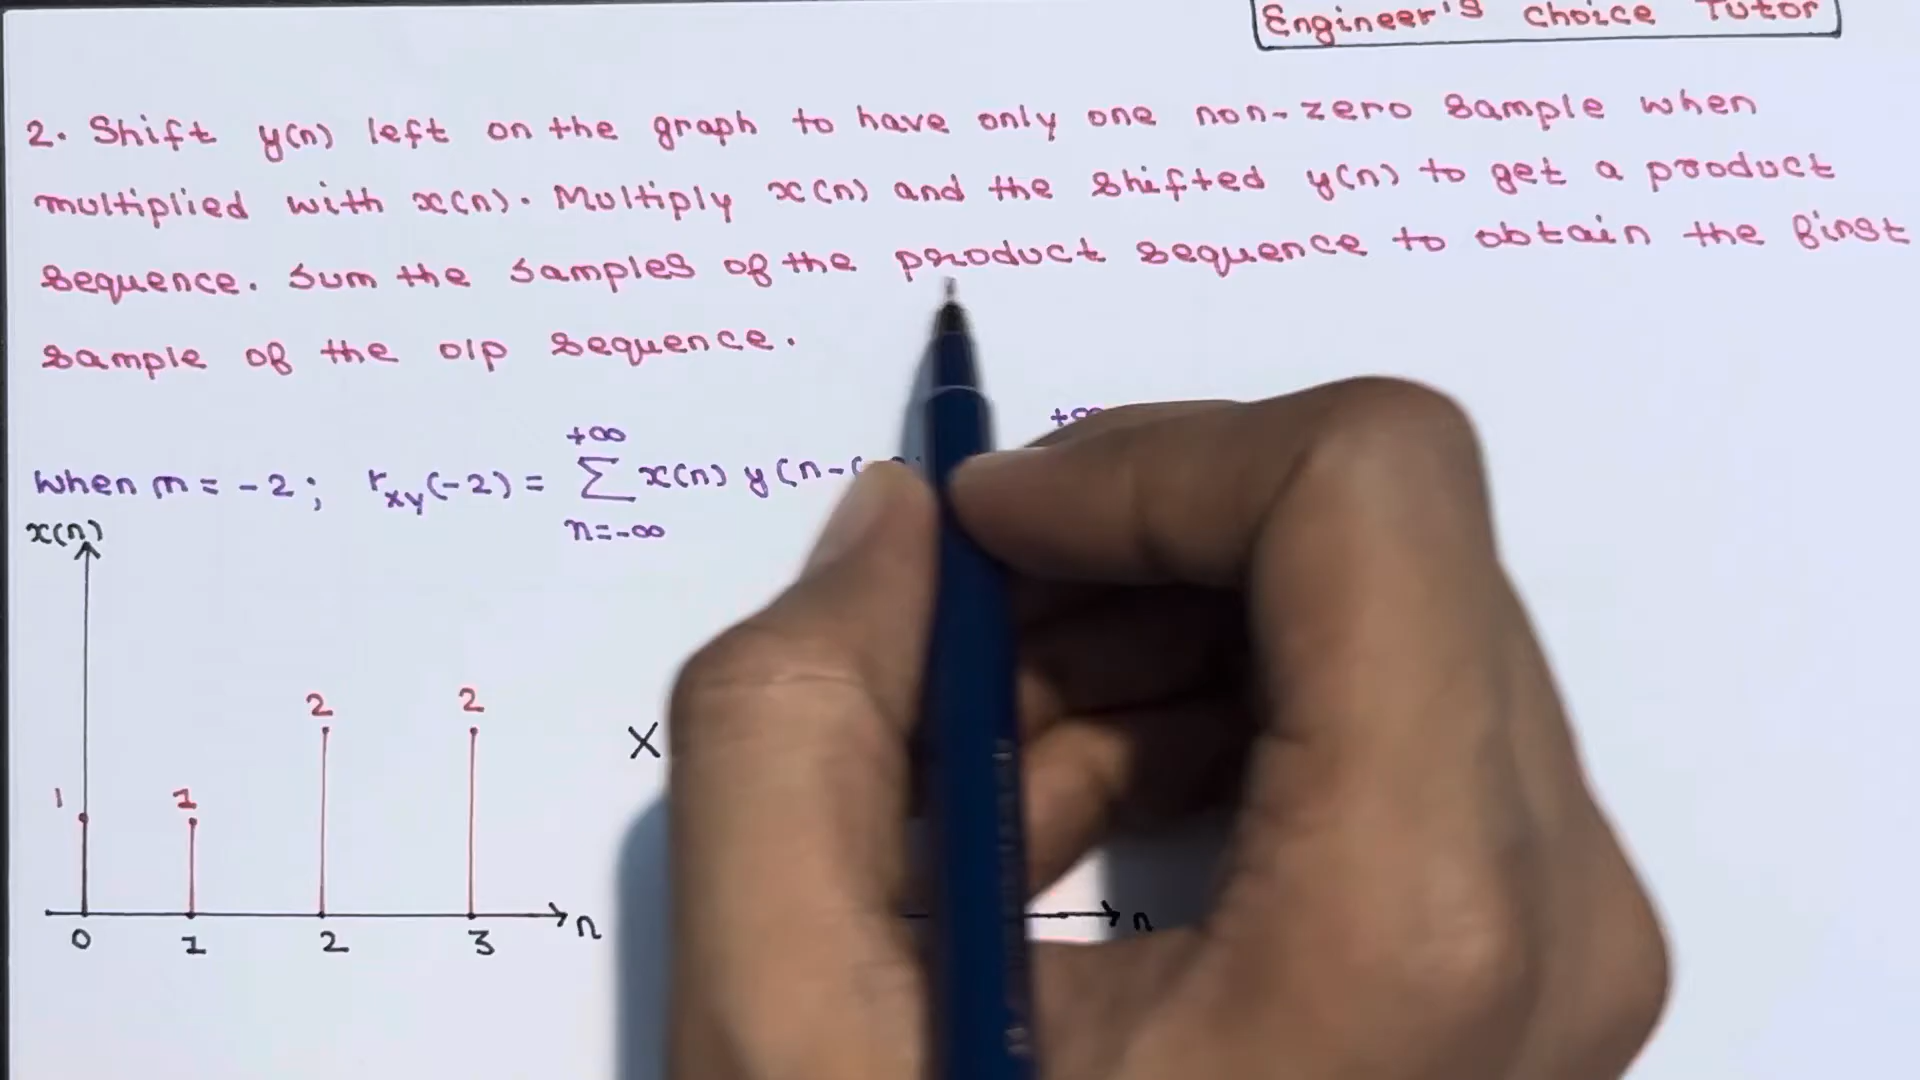 Engineer's Choice Tutor
2. Shift y(n) left on the graph to have only one non-zero sample when
multiplied with x(n). Multiply x(n) and the shifted y(n) to get a product
sequence. Sum the samples of the product sequence to obtain the first
sample of the o/p sequence.
+∞ +∞
when m = -2; rxy(-2) = ∑ x(n) y(n-(
n=-∞
x(n)
2 2
X
1 1
n n
0 1 2 3